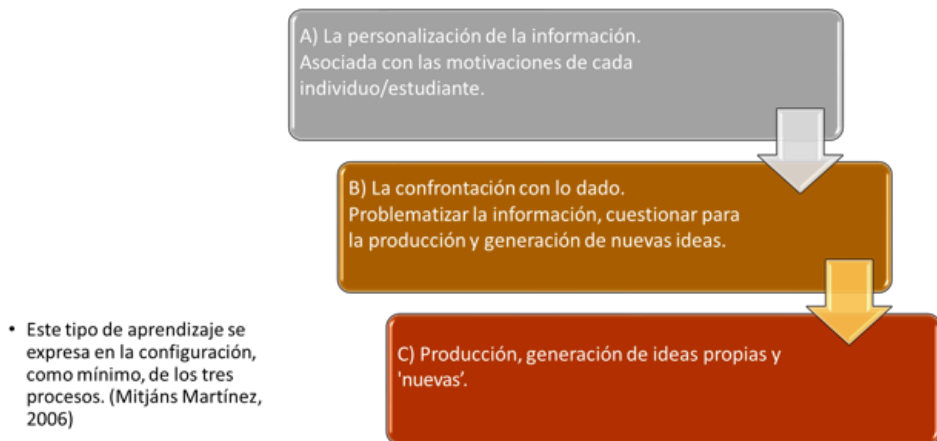 A) La personalización de la información.
Asociada con las motivaciones de cada
individuo/estudiante.
B) La confrontación con lo dado.
Problematizar la información, cuestionar para
la producción y generación de nuevas ideas.
• Este tipo de aprendizaje se
expresa en la configuración,
como mínimo, de los tres
procesos. (Mitjáns Martínez,
2006)
C) Producción, generación de ideas propias y
'nuevas’.